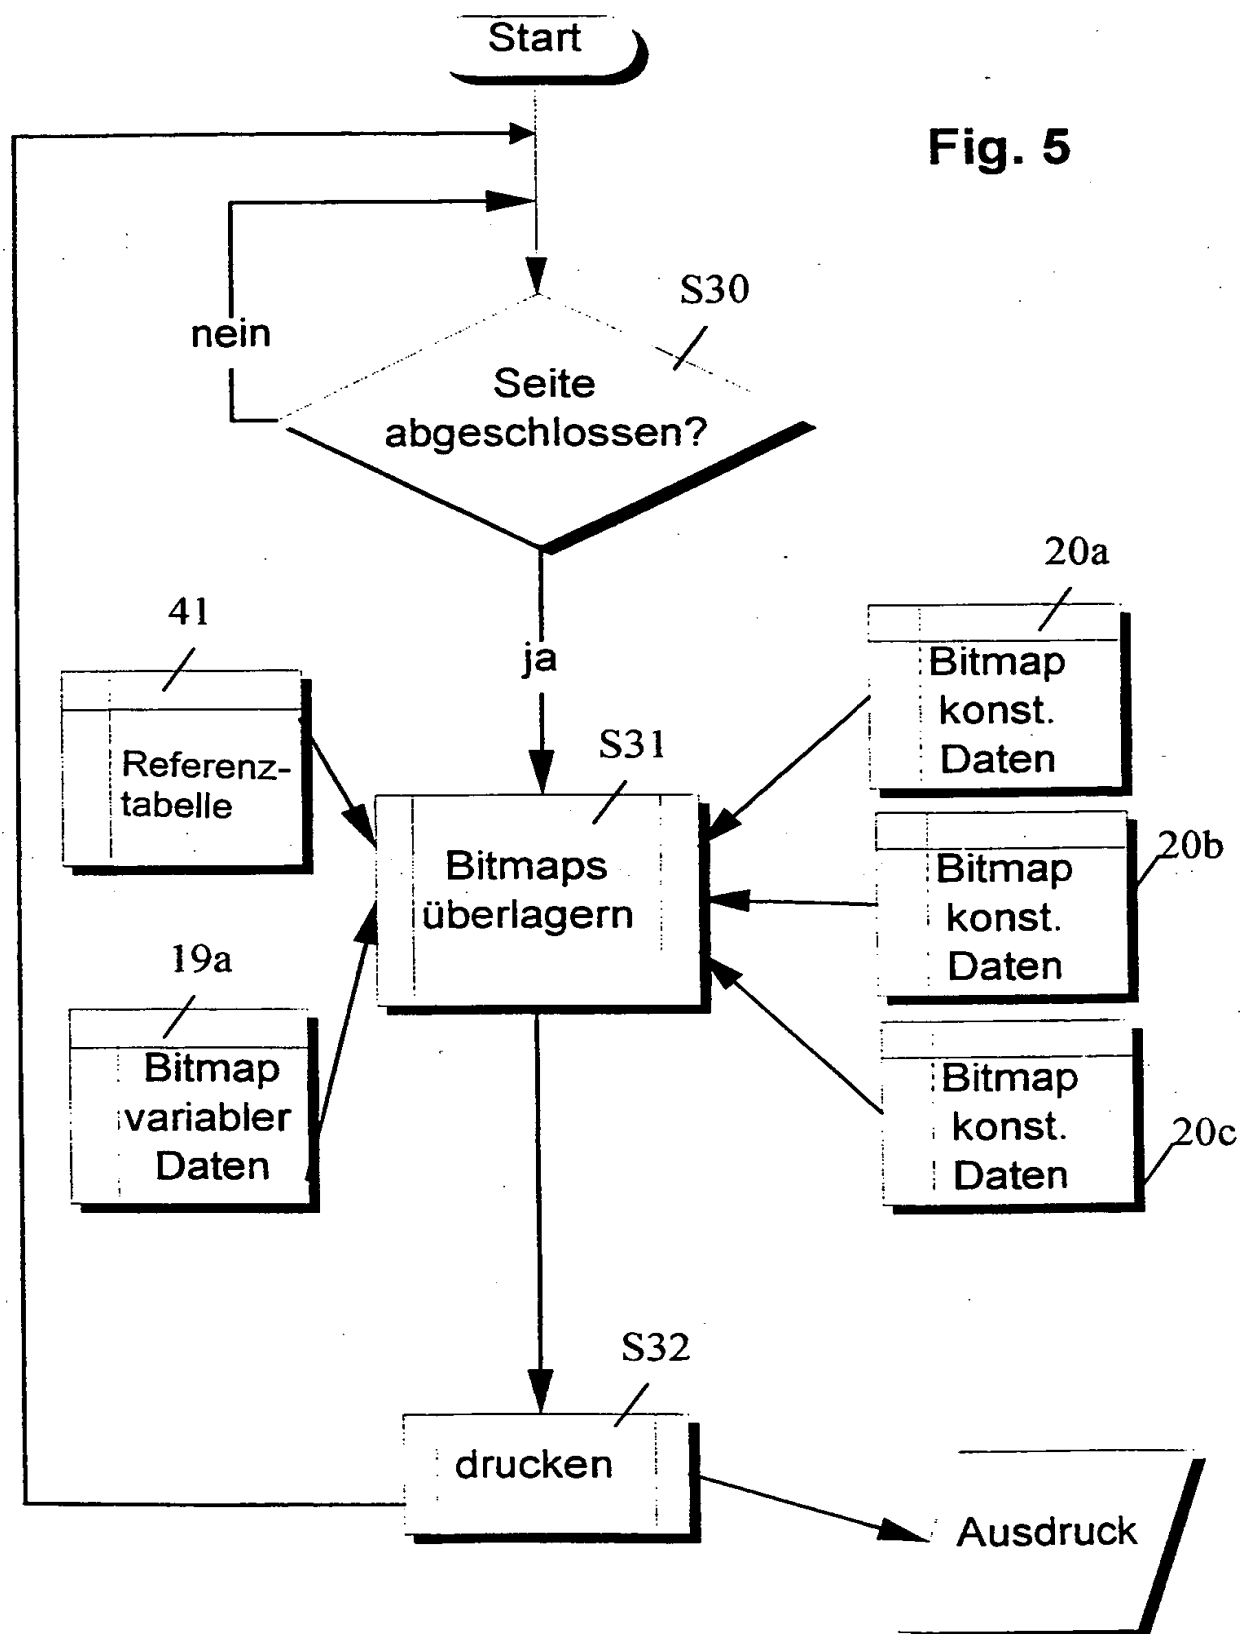 Start
Fig. 5
S30
nein
Seite
abgeschlossen?
20a
41
ja
Bitmap
konst.
Daten
S31
Referenz-
tabelle
Bitmaps
überlagern
20b
Bitmap
konst.
Daten
19a
Bitmap
variabler
Daten
Bitmap
konst.
Daten
20c
S32
drucken
Ausdruck